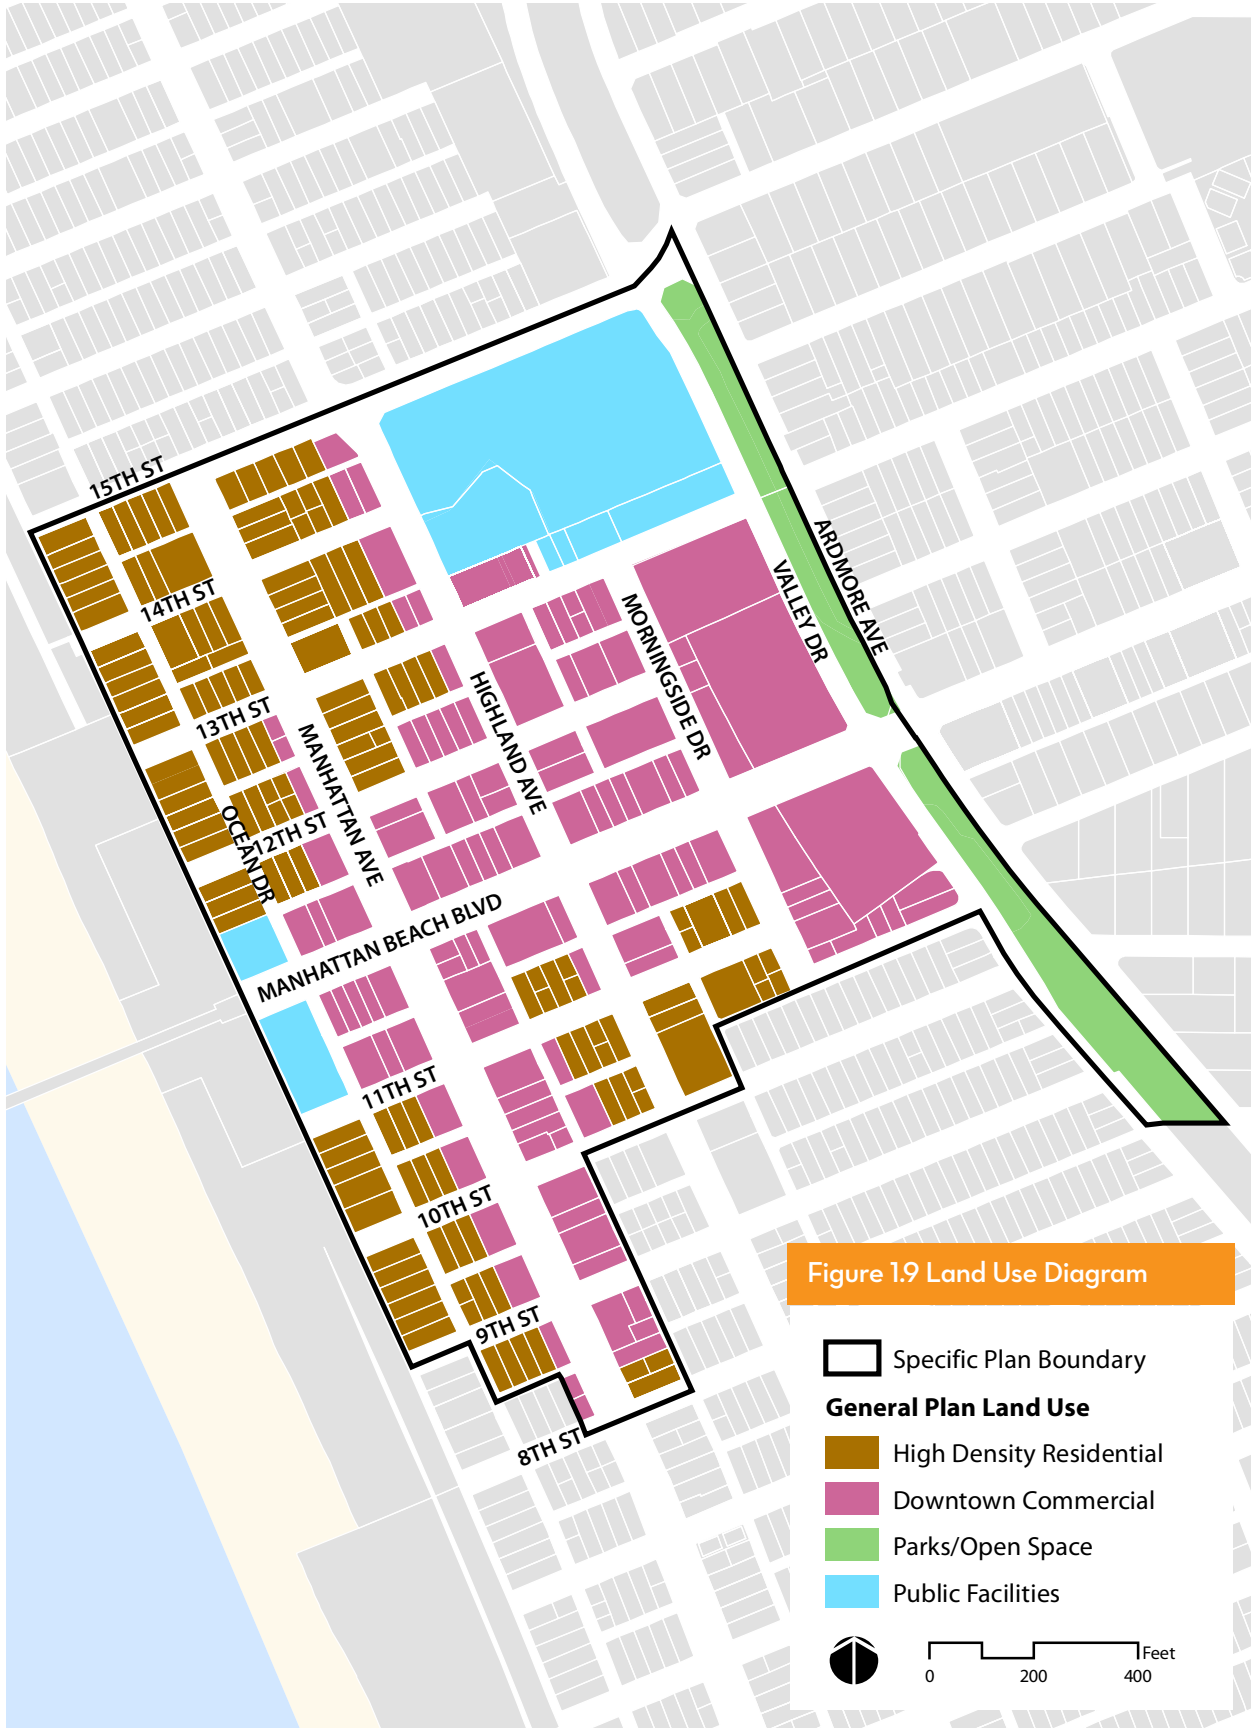 15TH ST
14TH ST
13TH ST
12TH ST
OCEAN DR
MANHATTAN AVE
HIGHLAND AVE
MORNINGSIDE DR
VALLEY DR
ARDMORE AVE
MANHATTAN BEACH BLVD
11TH ST
10TH ST
9TH ST
8TH ST
Figure 1.9 Land Use Diagram
Specific Plan Boundary
General Plan Land Use
High Density Residential
Downtown Commercial
Parks/Open Space
Public Facilities
Feet
0 200 400